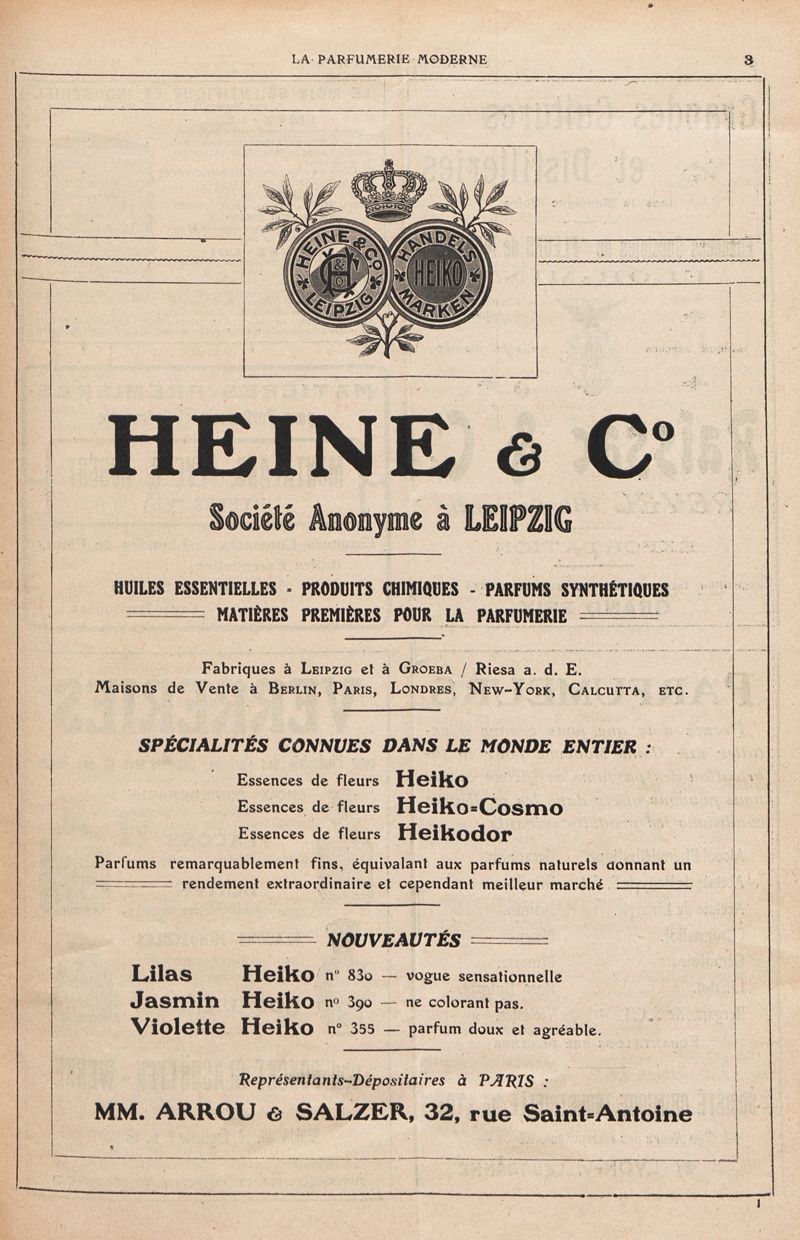 LA PARFUMERIE MODERNE 3
HEINE & Co.
LEIPZIG
H & Co
HANDELS
HEIKO
MARKEN
HEINE & Co
Société Anonyme à LEIPZIG
HUILES ESSENTIELLES - PRODUITS CHIMIQUES - PARFUMS SYNTHÉTIQUES
MATIÈRES PREMIÈRES POUR LA PARFUMERIE
Fabriques à LEIPZIG et à GROEBA / Riesa a. d. E.
Maisons de Vente à BERLIN, PARIS, LONDRES, NEW-YORK, CALCUTTA, ETC.
SPÉCIALITÉS CONNUES DANS LE MONDE ENTIER :
Essences de fleurs Heiko
Essences de fleurs Heiko=Cosmo
Essences de fleurs Heikodor
Parfums remarquablement fins, équivalant aux parfums naturels donnant un
rendement extraordinaire et cependant meilleur marché
NOUVEAUTÉS
Lilas Heiko n° 830 — vogue sensationnelle
Jasmin Heiko n° 390 — ne colorant pas.
Violette Heiko n° 355 — parfum doux et agréable.
Représentants-Dépositaires à PARIS :
MM. ARROU & SALZER, 32, rue Saint=Antoine
1